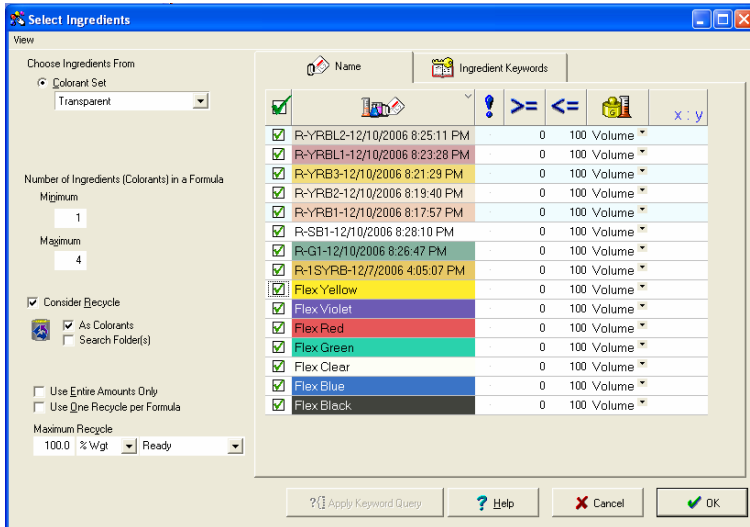 Select Ingredients
View
Choose Ingredients From
Colorant Set
Transparent
Number of Ingredients (Colorants) in a Formula
Minimum
1
Maximum
4
Consider Recycle
As Colorants
Search Folder(s)
Use Entire Amounts Only
Use One Recycle per Formula
Maximum Recycle
100.0 % Wgt Ready
Name Ingredient Keywords
! >= <= x : y
R-YRBL2-12/10/2006 8:25:11 PM 0 100 Volume
R-YRBL1-12/10/2006 8:23:28 PM 0 100 Volume
R-YRB3-12/10/2006 8:21:29 PM 0 100 Volume
R-YRB2-12/10/2006 8:19:40 PM 0 100 Volume
R-YRB1-12/10/2006 8:17:57 PM 0 100 Volume
R-SB1-12/10/2006 8:28:10 PM 0 100 Volume
R-G1-12/10/2006 8:26:47 PM 0 100 Volume
R-1SYRB-12/7/2006 4:05:07 PM 0 100 Volume
Flex Yellow 0 100 Volume
Flex Violet 0 100 Volume
Flex Red 0 100 Volume
Flex Green 0 100 Volume
Flex Clear 0 100 Volume
Flex Blue 0 100 Volume
Flex Black 0 100 Volume
?{] Apply Keyword Query ? Help Cancel OK